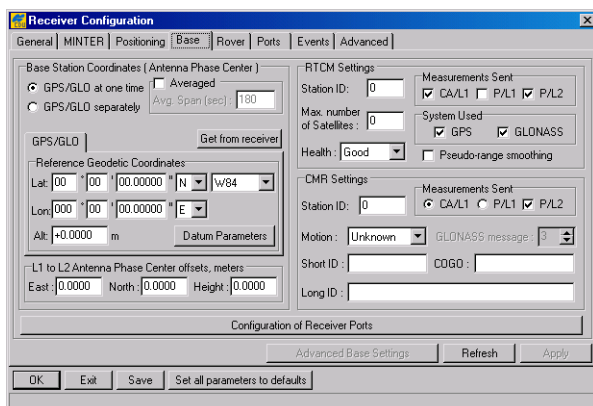 Receiver Configuration
General MINTER Positioning Base Rover Ports Events Advanced
Base Station Coordinates ( Antenna Phase Center )
GPS/GLO at one time
GPS/GLO separately
Averaged
Avg. Span (sec) : 180
GPS/GLO
Get from receiver
Reference Geodetic Coordinates
Lat: 00 ° 00 ' 00.00000 " N W84
Lon: 000 ° 00 ' 00.00000 " E
Alt: +0.0000 m Datum Parameters
L1 to L2 Antenna Phase Center offsets, meters
East : 0.0000 North : 0.0000 Height : 0.0000
RTCM Settings
Station ID: 0
Max. number
of Satellites : 0
Health : Good
Measurements Sent
CA/L1 P/L1 P/L2
System Used
GPS GLONASS
Pseudo-range smoothing
CMR Settings
Station ID: 0
Measurements Sent
CA/L1 P/L1 P/L2
Motion : Unknown GLONASS message : 3
Short ID : COGO :
Long ID :
Configuration of Receiver Ports
Advanced Base Settings Refresh Apply
OK Exit Save Set all parameters to defaults